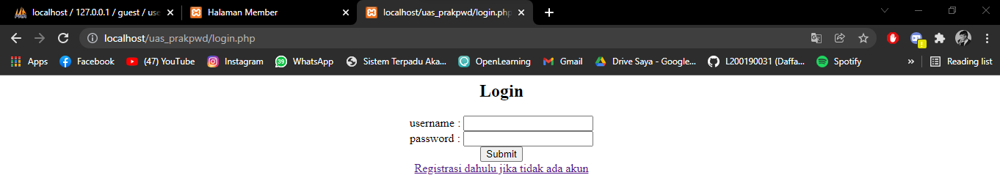 localhost / 127.0.0.1 / guest / use
Halaman Member
localhost/uas_prakpwd/login.php
localhost/uas_prakpwd/login.php
Apps
Facebook
(47) YouTube
Instagram
39
WhatsApp
Sistem Terpadu Aka...
OpenLearning
Gmail
Drive Saya - Google...
L200190031 (Daffa...
Spotify
»
Reading list
Login
username :
password :
Submit
Registrasi dahulu jika tidak ada akun